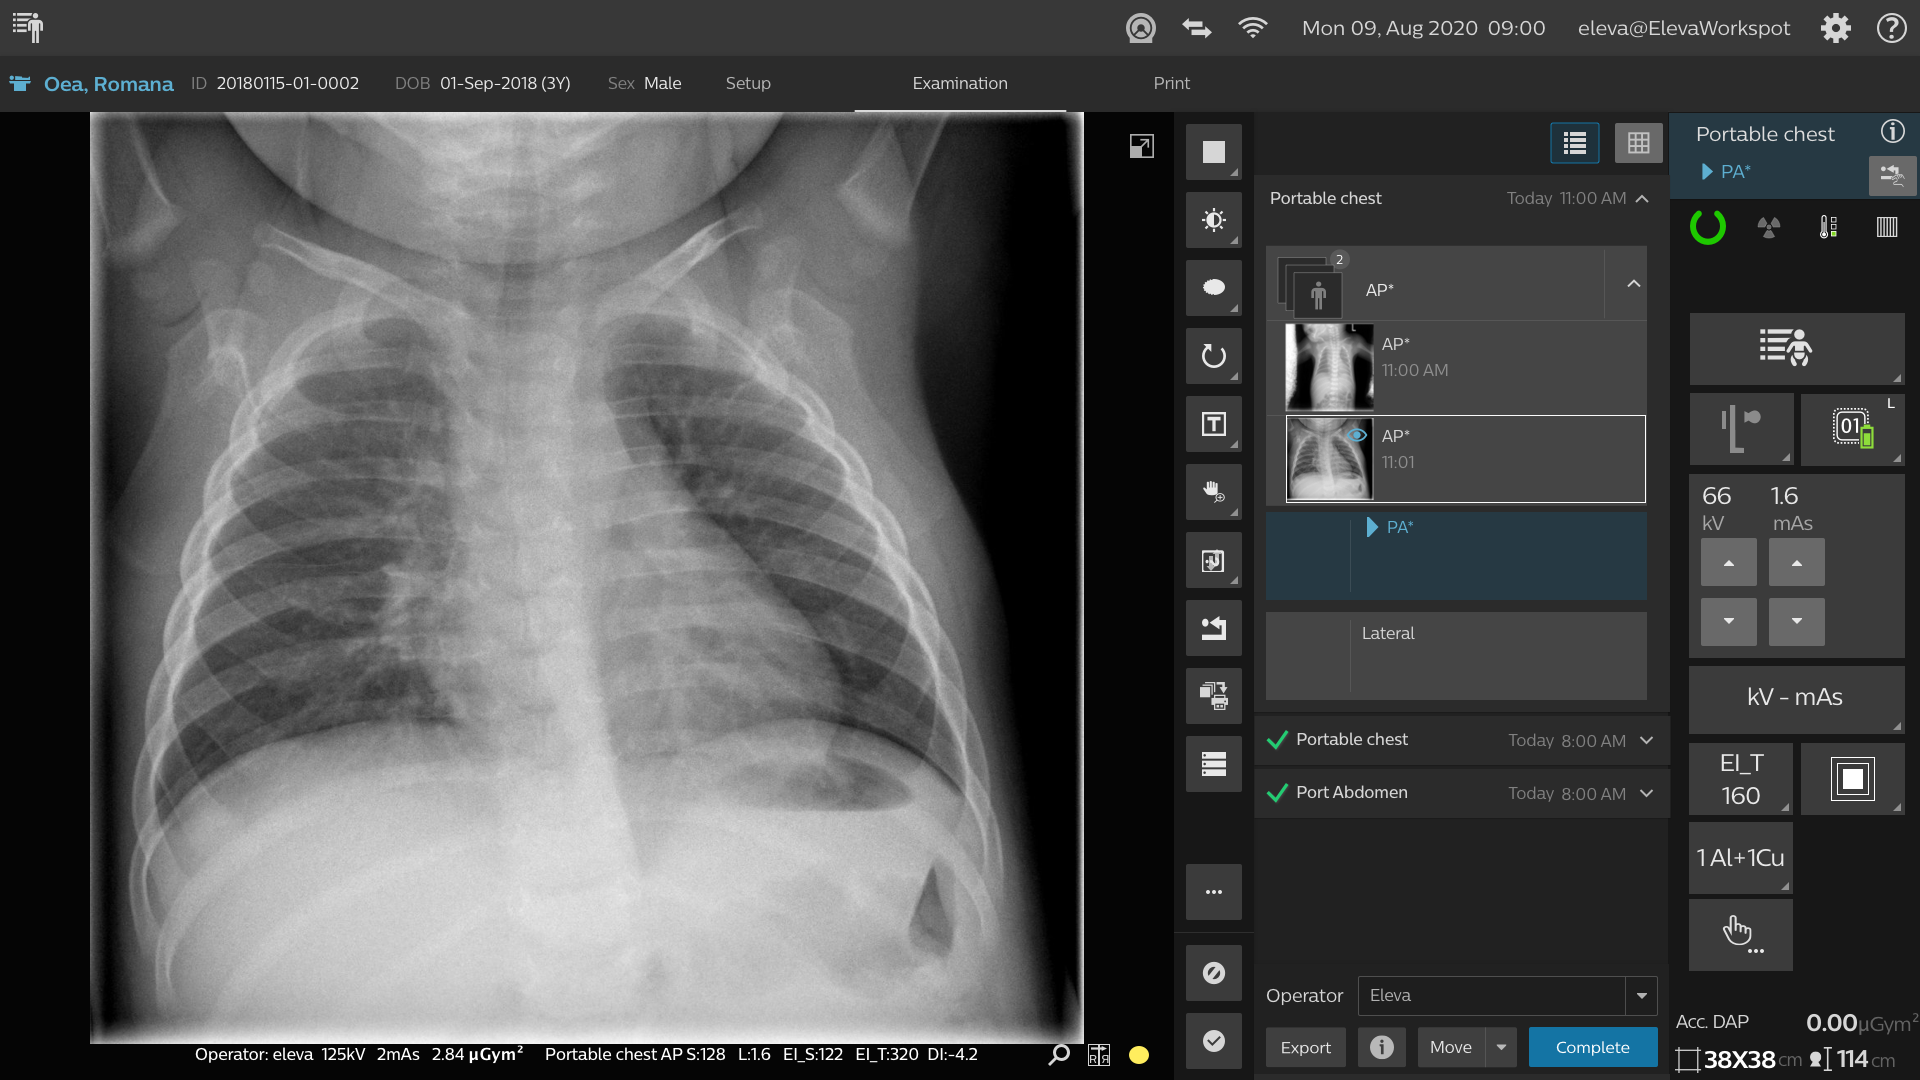 Mon 09, Aug 2020 09:00 eleva@ElevaWorkspot
Oea, Romana ID 20180115-01-0002 DOB 01-Sep-2018 (3Y) Sex Male Setup Examination Print
Portable chest
PA*
Portable chest Today 11:00 AM
2
AP*
L
AP*
11:00 AM
AP*
11:01
PA*
Lateral
Portable chest Today 8:00 AM
Port Abdomen Today 8:00 AM
T
L
01
66 1.6
kV mAs
kV - mAs
EI_T
160
1 Al+1Cu
...
Operator Eleva
Export Move Complete
Acc. DAP 0.00 µGym²
38X38 cm 114 cm
Operator: eleva 125kV 2mAs 2.84 µGym² Portable chest AP S:128 L:1.6 EI_S:122 EI_T:320 DI:-4.2
R R